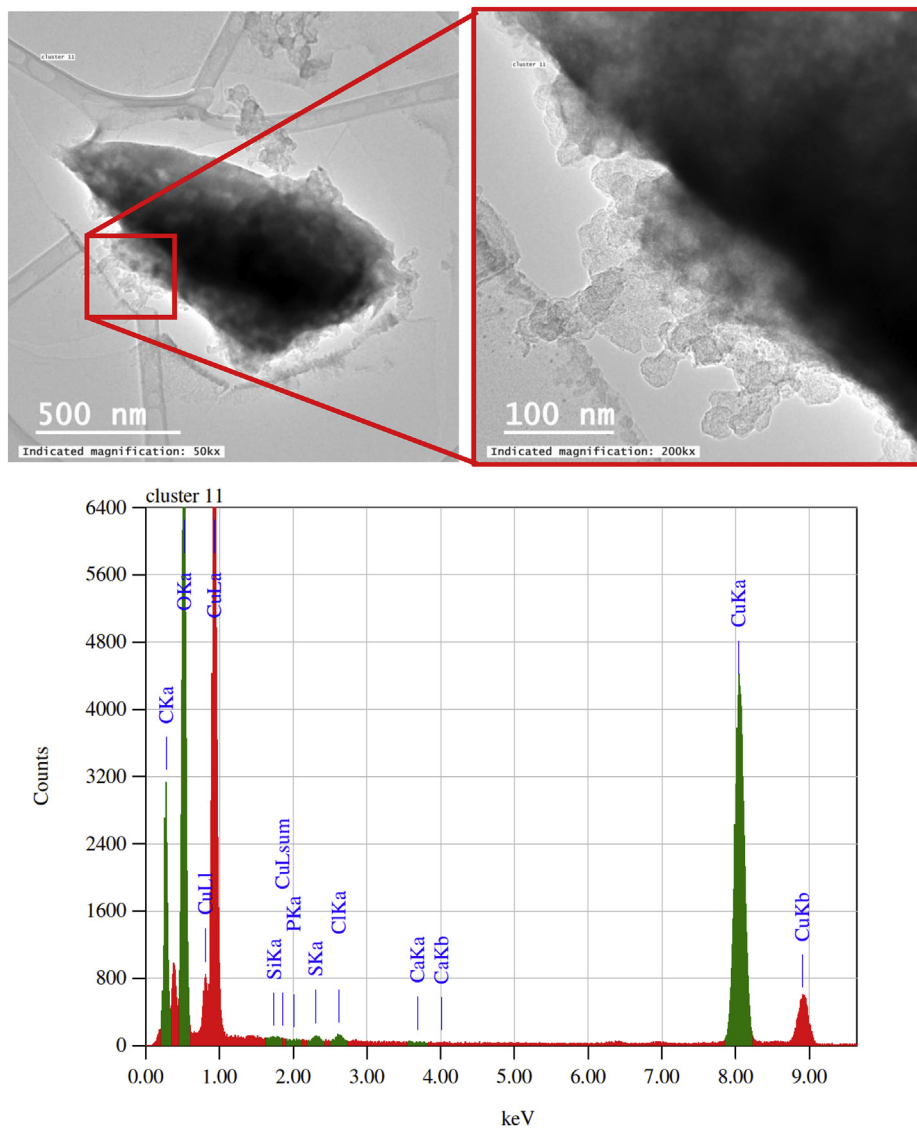 cluster 11
500 nm
Indicated magnification: 50kx
cluster 11
100 nm
Indicated magnification: 200kx
cluster 11
6400
5600
4800
4000
3200
2400
1600
800
0
Counts
CKa
OKa
CuLl
CuLa
SiKa
CuLsum
PKa
SKa
ClKa
CaKa
CaKb
CuKa
CuKb
0.00 1.00 2.00 3.00 4.00 5.00 6.00 7.00 8.00 9.00
keV